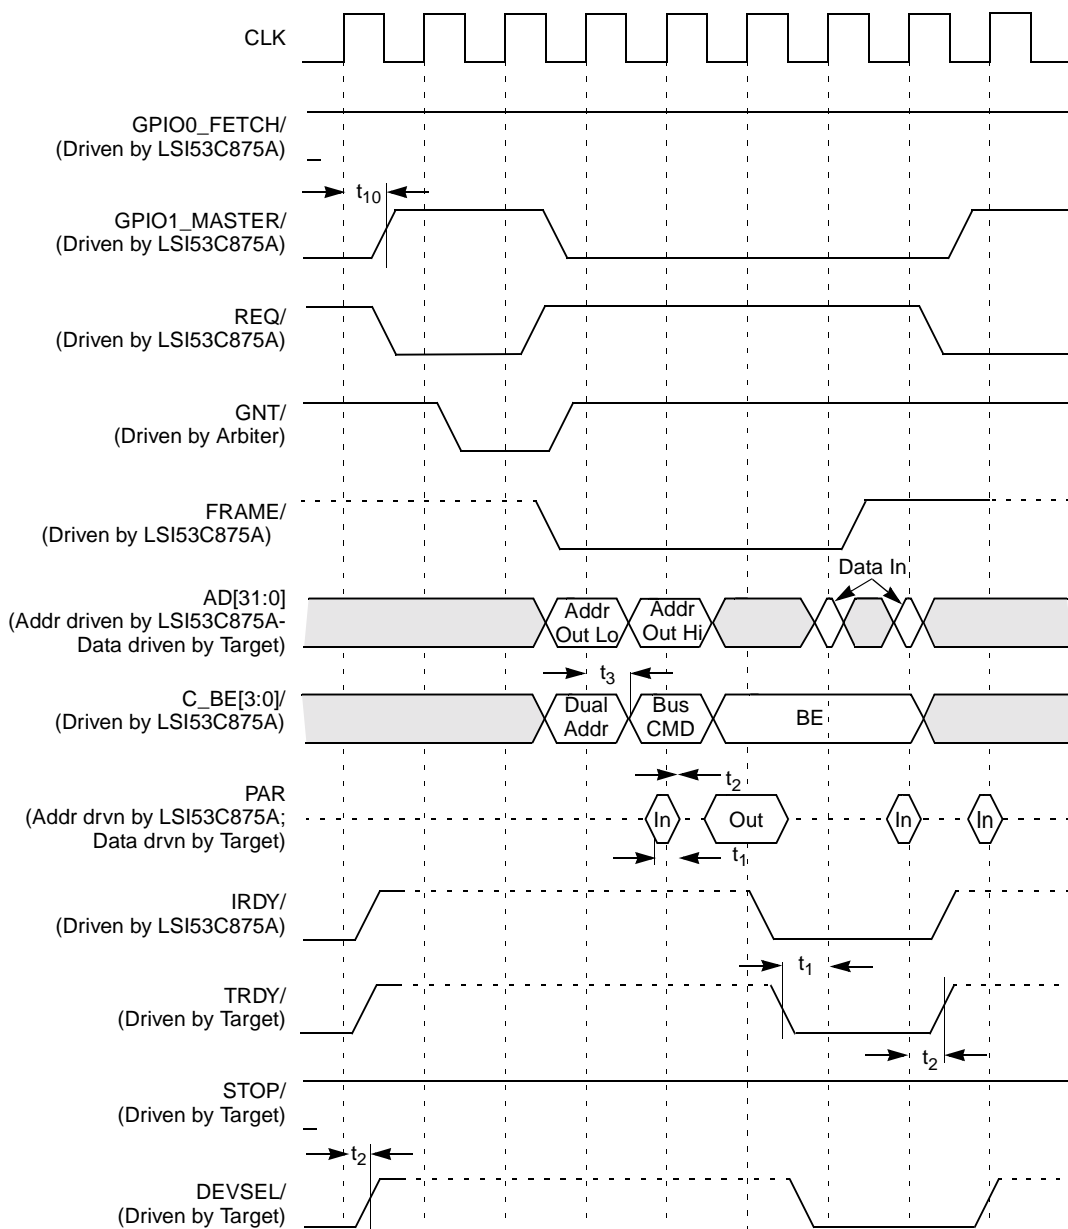 CLK
GPIO0_FETCH/
(Driven by LSI53C875A)
t10
GPIO1_MASTER/
(Driven by LSI53C875A)
REQ/
(Driven by LSI53C875A)
GNT/
(Driven by Arbiter)
FRAME/
(Driven by LSI53C875A)
Data In
AD[31:0]
(Addr driven by LSI53C875A-
Data driven by Target)
Addr
Out Lo
Addr
Out Hi
t3
C_BE[3:0]/
(Driven by LSI53C875A)
Dual
Addr
Bus
CMD
BE
t2
PAR
(Addr drvn by LSI53C875A;
Data drvn by Target)
In
Out
In
In
t1
IRDY/
(Driven by LSI53C875A)
t1
TRDY/
(Driven by Target)
t2
STOP/
(Driven by Target)
t2
DEVSEL/
(Driven by Target)